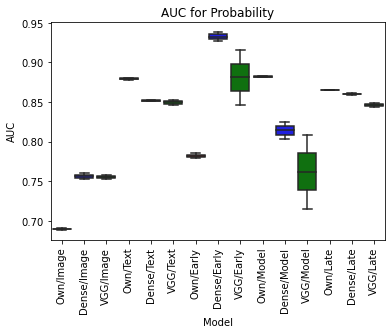 AUC for Probability
AUC
0.95
0.90
0.85
0.80
0.75
0.70
Own/Image
Dense/Image
VGG/Image
Own/Text
Dense/Text
VGG/Text
Own/Early
Dense/Early
VGG/Early
Own/Model
Dense/Model
VGG/Model
Own/Late
Dense/Late
VGG/Late
Model